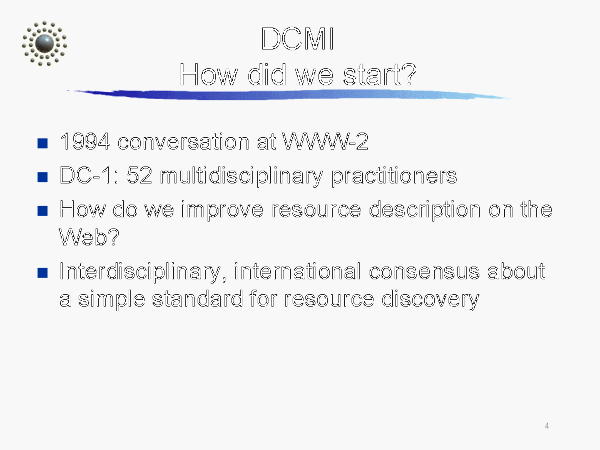 DCMI
How did we start?
1994 conversation at WWW-2
DC-1: 52 multidisciplinary practitioners
How do we improve resource description on the
Web?
Interdisciplinary, international consensus about
a simple standard for resource discovery
4